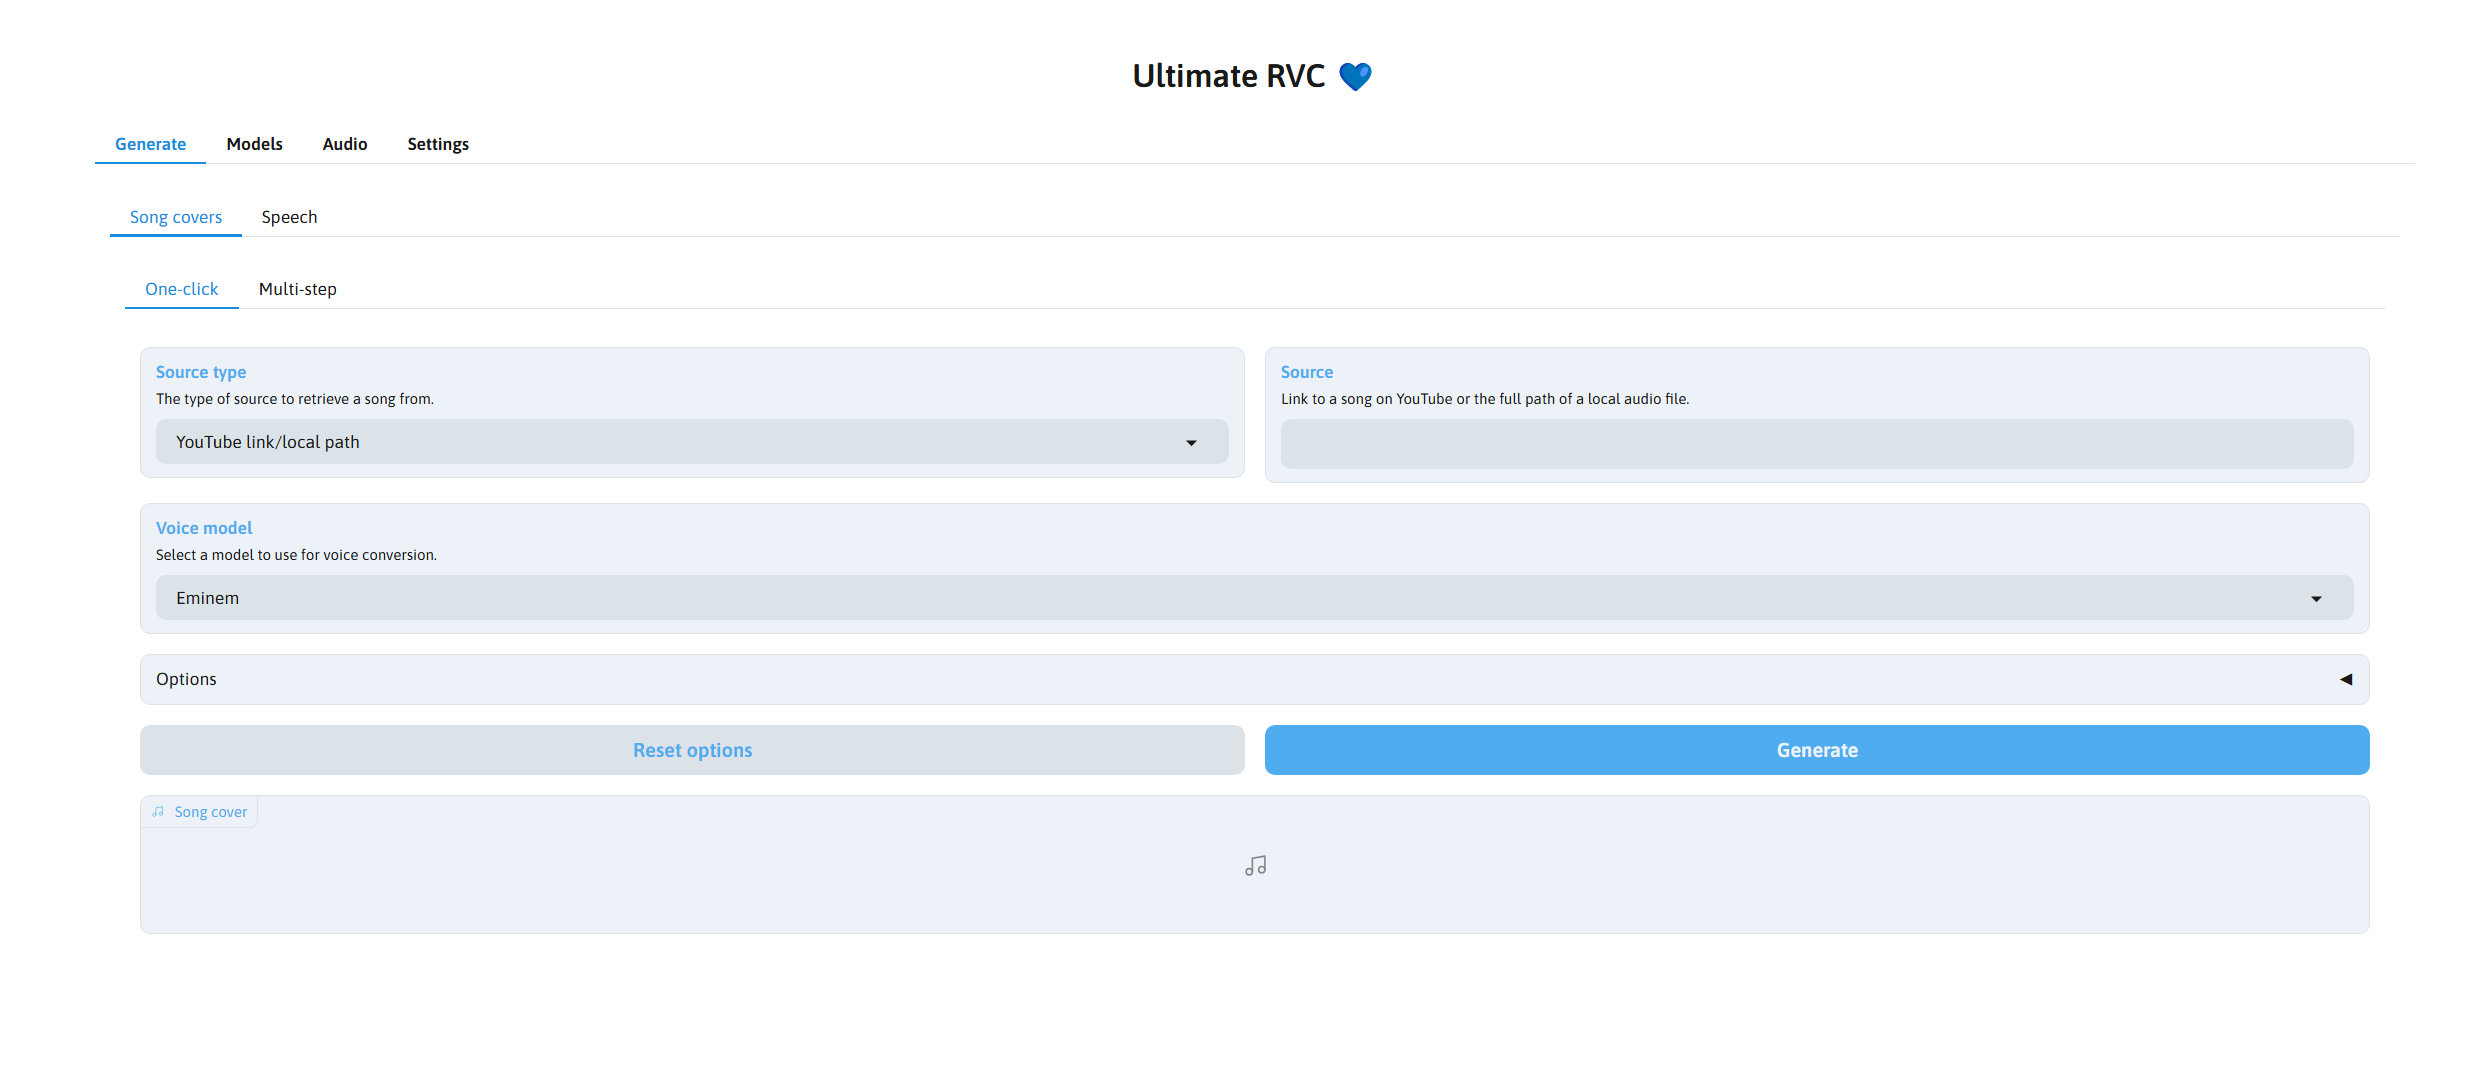 Ultimate RVC 💙
Generate Models Audio Settings
Song covers Speech
One-click Multi-step
Source type
The type of source to retrieve a song from.
YouTube link/local path
Source
Link to a song on YouTube or the full path of a local audio file.
Voice model
Select a model to use for voice conversion.
Eminem
Options
Reset options
Generate
Song cover